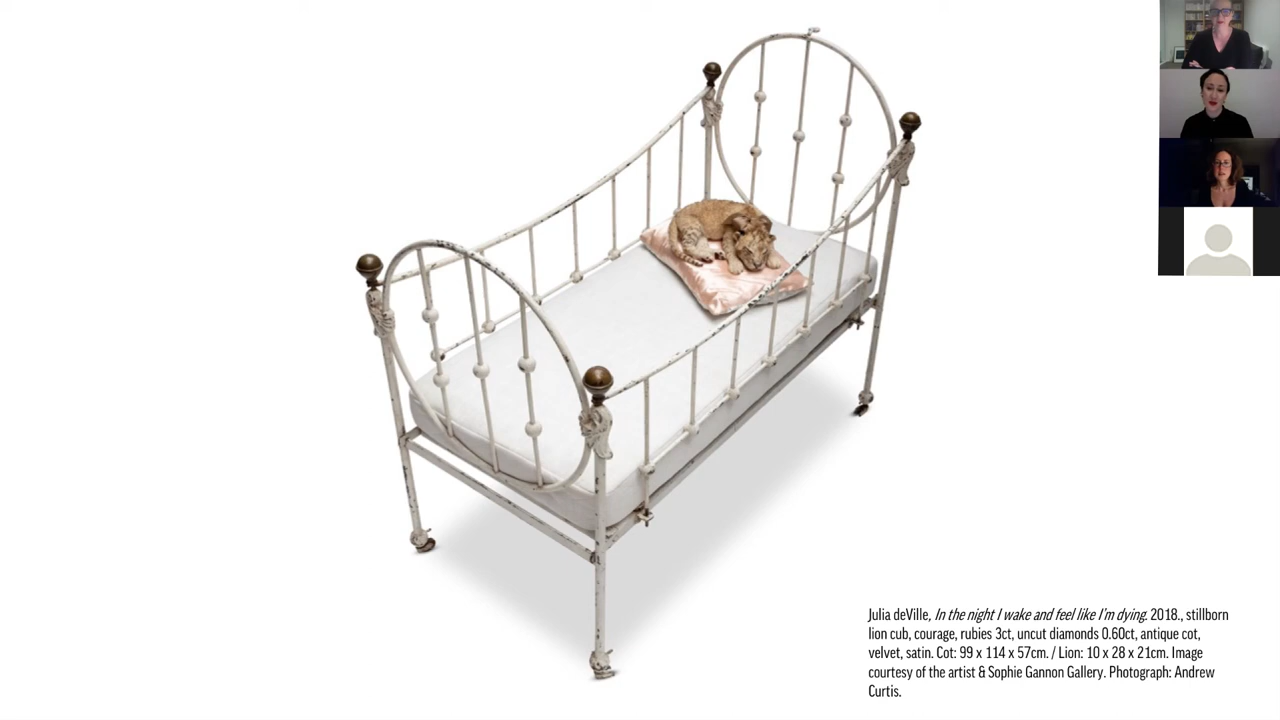 Julia deVille, In the night I wake and feel like I'm dying. 2018., stillborn
lion cub, courage, rubies 3ct, uncut diamonds 0.60ct, antique cot,
velvet, satin. Cot: 99 x 114 x 57cm. / Lion: 10 x 28 x 21cm. Image
courtesy of the artist & Sophie Gannon Gallery. Photograph: Andrew
Curtis.